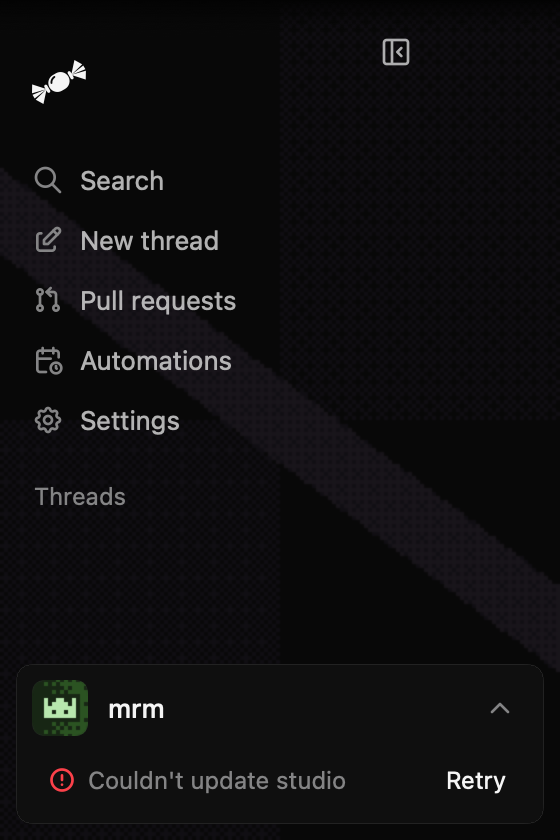 Search
New thread
Pull requests
Automations
Settings
Threads
mrm
Couldn't update studio
Retry